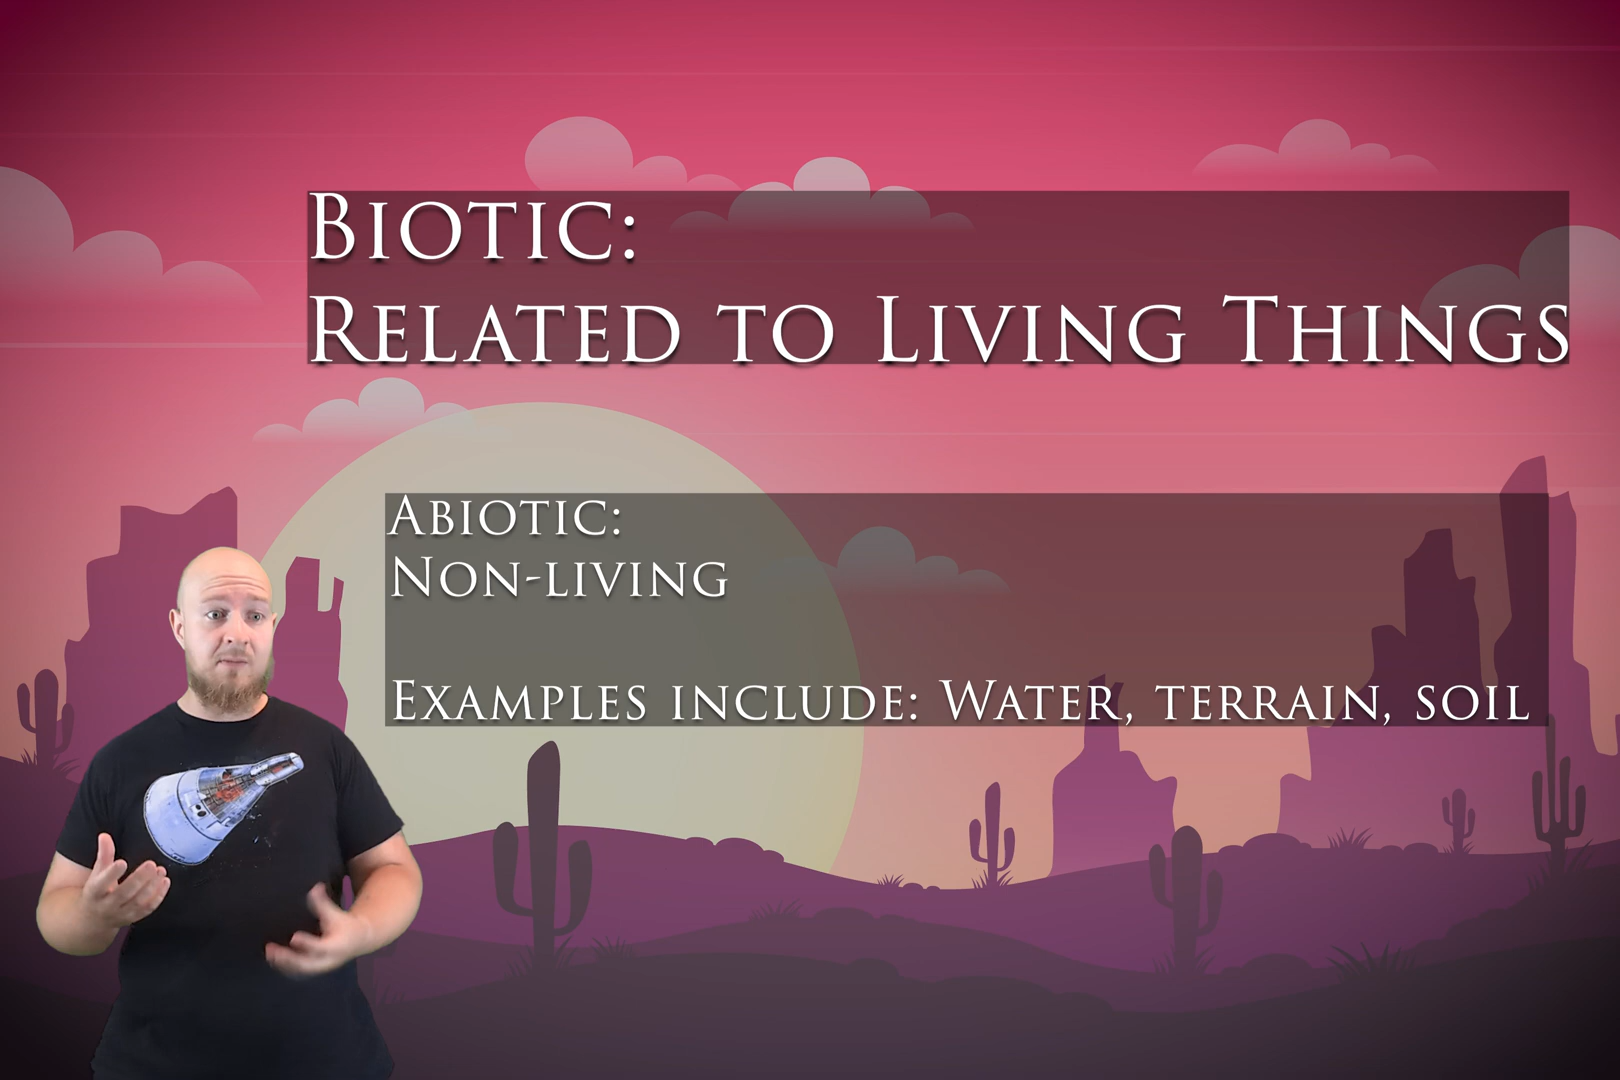 Biotic:
Related to Living Things
Abiotic:
Non-living
Examples include: Water, terrain, soil